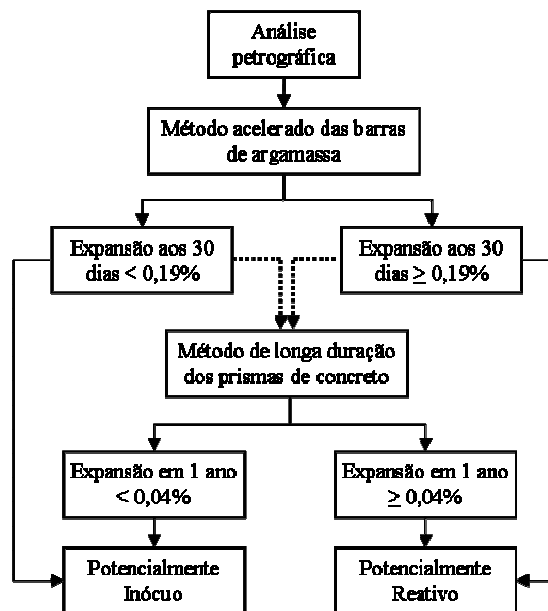 Análise
petrográfica
Método acelerado das barras
de argamassa
Expansão aos 30
dias < 0,19%
Expansão aos 30
dias ≥ 0,19%
Método de longa duração
dos prismas de concreto
Expansão em 1 ano
< 0,04%
Expansão em 1 ano
≥ 0,04%
Potencialmente
Inócuo
Potencialmente
Reativo